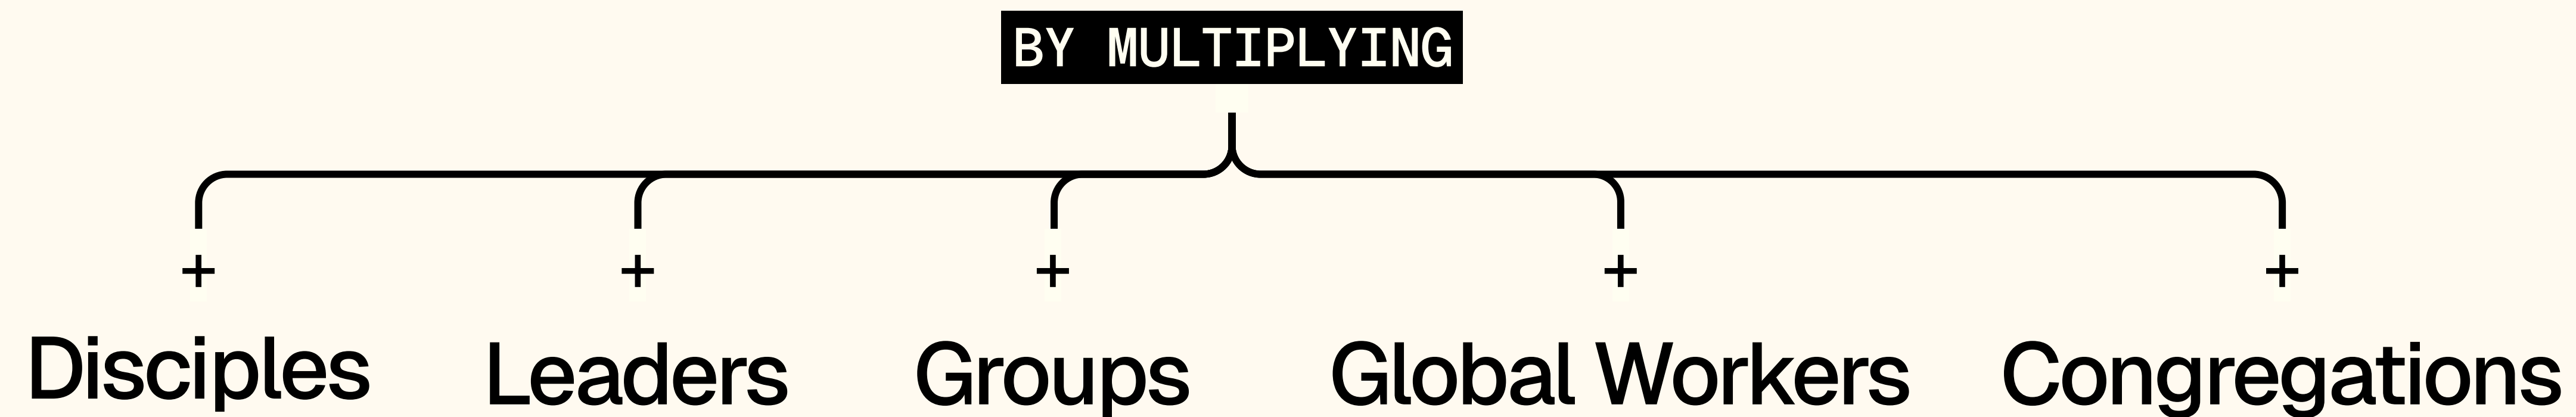 BY MULTIPLYING
+ + + + +
Disciples Leaders Groups Global Workers Congregations